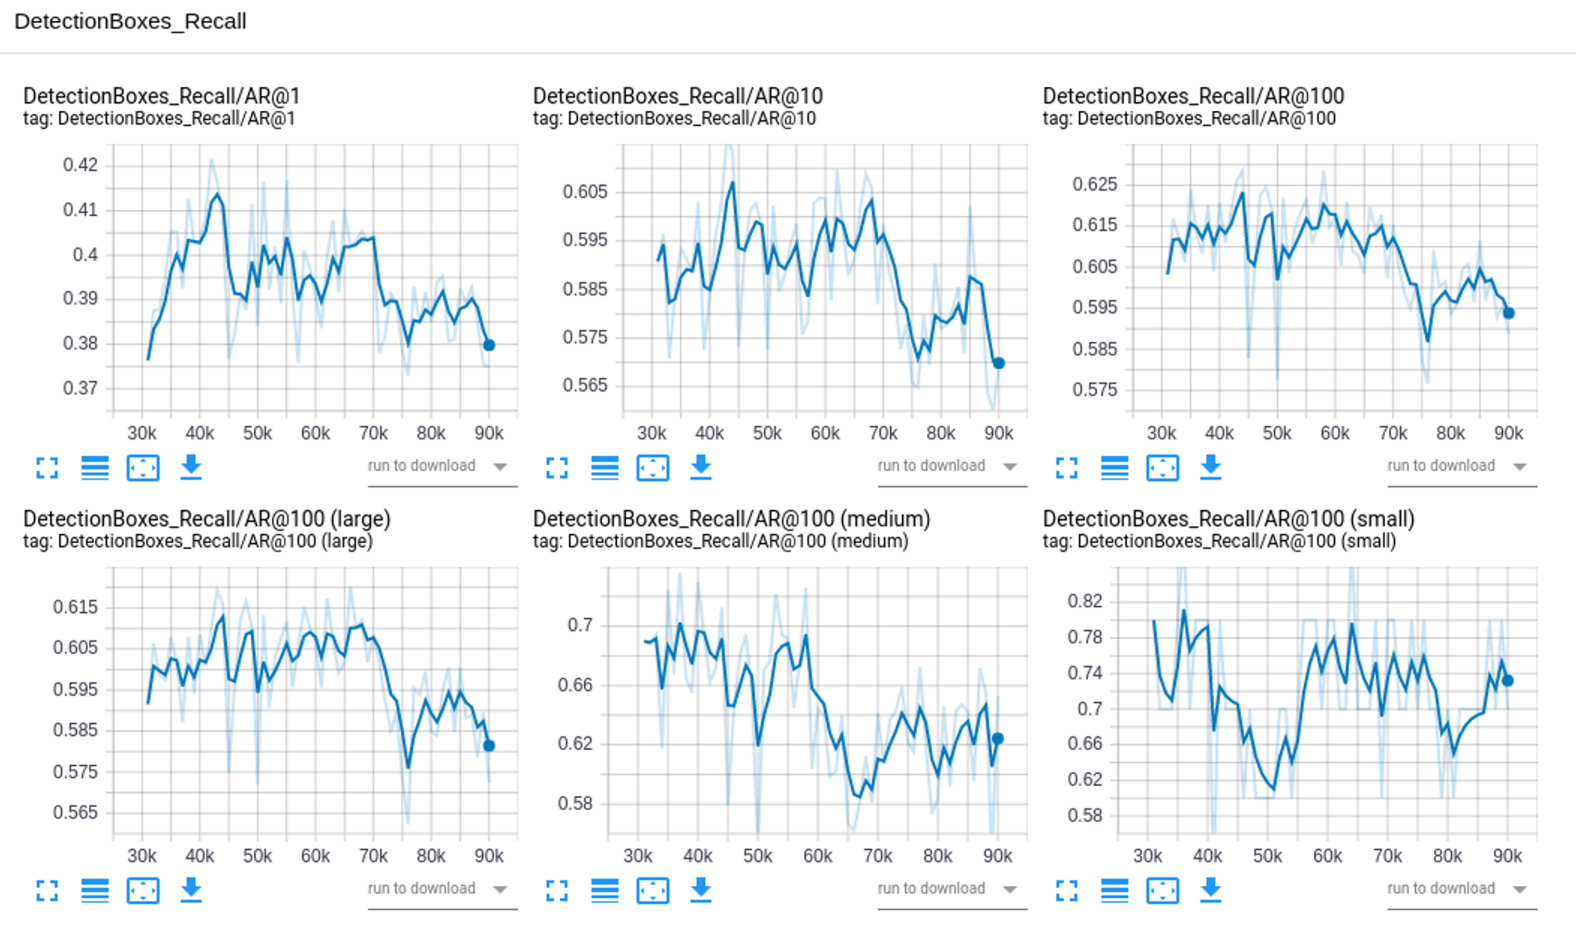 DetectionBoxes_Recall
DetectionBoxes_Recall/AR@1
tag: DetectionBoxes_Recall/AR@1
0.42
0.41
0.4
0.39
0.38
0.37
30k 40k 50k 60k 70k 80k 90k
run to download
DetectionBoxes_Recall/AR@10
tag: DetectionBoxes_Recall/AR@10
0.605
0.595
0.585
0.575
0.565
30k 40k 50k 60k 70k 80k 90k
run to download
DetectionBoxes_Recall/AR@100
tag: DetectionBoxes_Recall/AR@100
0.625
0.615
0.605
0.595
0.585
0.575
30k 40k 50k 60k 70k 80k 90k
run to download
DetectionBoxes_Recall/AR@100 (large)
tag: DetectionBoxes_Recall/AR@100 (large)
0.615
0.605
0.595
0.585
0.575
0.565
30k 40k 50k 60k 70k 80k 90k
run to download
DetectionBoxes_Recall/AR@100 (medium)
tag: DetectionBoxes_Recall/AR@100 (medium)
0.7
0.66
0.62
0.58
30k 40k 50k 60k 70k 80k 90k
run to download
DetectionBoxes_Recall/AR@100 (small)
tag: DetectionBoxes_Recall/AR@100 (small)
0.82
0.78
0.74
0.7
0.66
0.62
0.58
30k 40k 50k 60k 70k 80k 90k
run to download